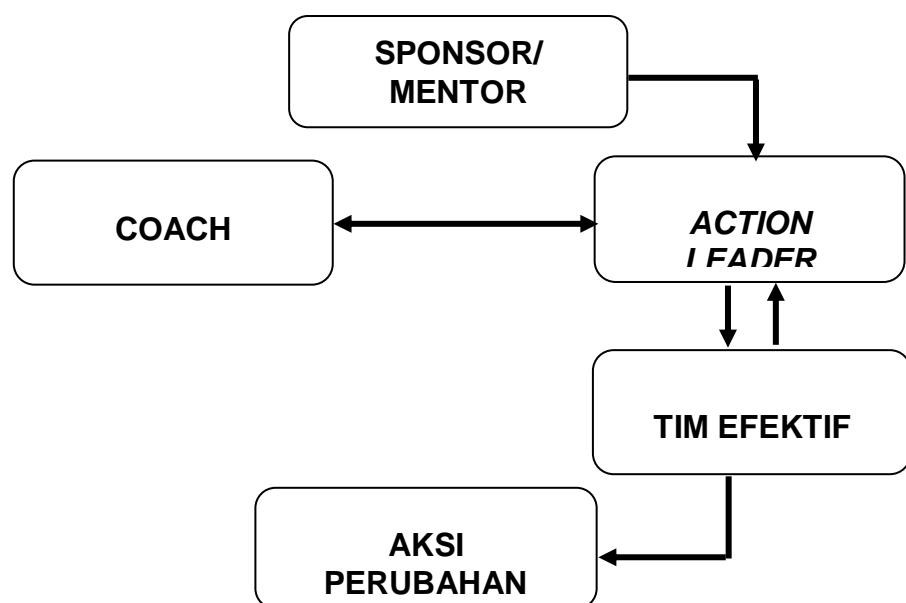 SPONSOR/
MENTOR
COACH
ACTION
LEADER
TIM EFEKTIF
AKSI
PERUBAHAN